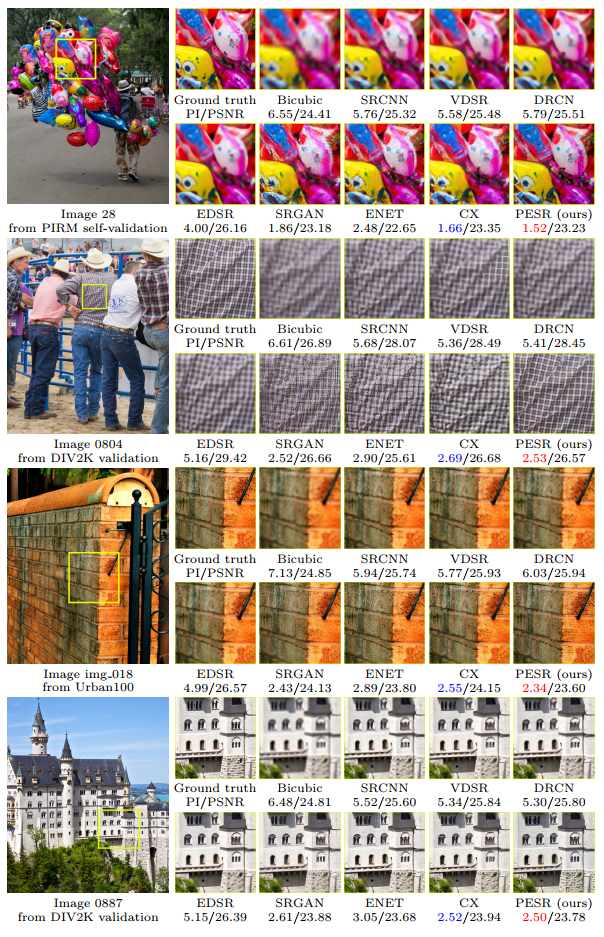 Ground truth Bicubic SRCNN VDSR DRCN
PI/PSNR 6.55/24.41 5.76/25.32 5.58/25.48 5.79/25.51
Image 28 EDSR SRGAN ENET CX PESR (ours)
from PIRM self-validation 4.00/26.16 1.86/23.18 2.48/22.65 1.66/23.35 1.52/23.23
Ground truth Bicubic SRCNN VDSR DRCN
PI/PSNR 6.61/26.89 5.68/28.07 5.36/28.49 5.41/28.45
Image 0804 EDSR SRGAN ENET CX PESR (ours)
from DIV2K validation 5.16/29.42 2.52/26.66 2.90/25.61 2.69/26.68 2.53/26.57
Ground truth Bicubic SRCNN VDSR DRCN
PI/PSNR 7.13/24.85 5.94/25.74 5.77/25.93 6.03/25.94
Image img_018 EDSR SRGAN ENET CX PESR (ours)
from Urban100 4.99/26.57 2.43/24.13 2.89/23.80 2.55/24.15 2.34/23.60
Ground truth Bicubic SRCNN VDSR DRCN
PI/PSNR 6.48/24.81 5.52/25.60 5.34/25.84 5.30/25.80
Image 0887 EDSR SRGAN ENET CX PESR (ours)
from DIV2K validation 5.15/26.39 2.61/23.88 3.05/23.68 2.52/23.94 2.50/23.78